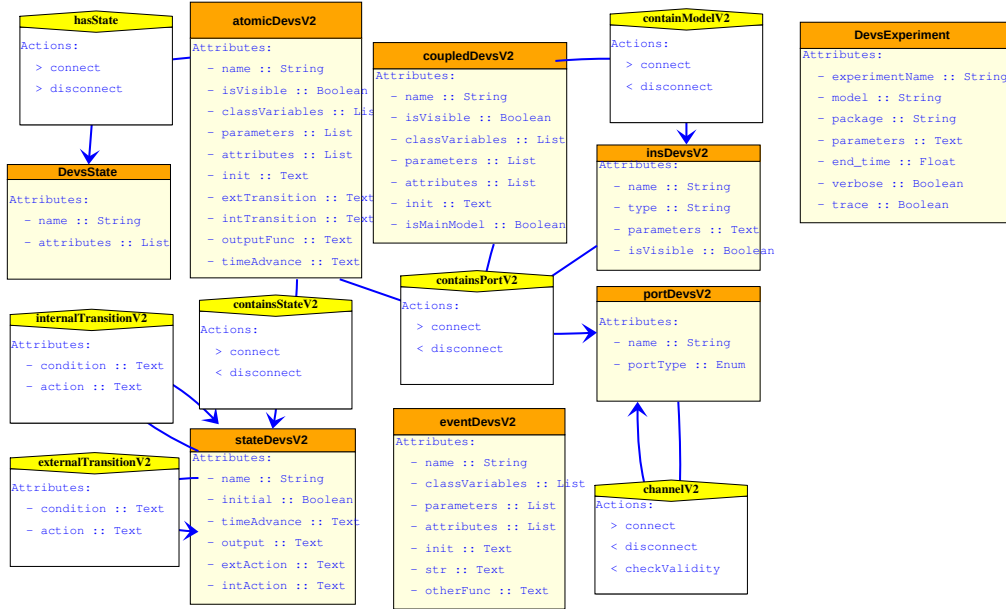 hasState
Actions:
> connect
> disconnect
atomicDevsV2
Attributes:
- name :: String
- isVisible :: Boolean
- classVariables :: List
- parameters :: List
- attributes :: List
- init :: Text
- extTransition :: Text
- intTransition :: Text
- outputFunc :: Text
- timeAdvance :: Text
coupledDevsV2
Attributes:
- name :: String
- isVisible :: Boolean
- classVariables :: List
- parameters :: List
- attributes :: List
- init :: Text
- isMainModel :: Boolean
containModelV2
Actions:
> connect
< disconnect
DevsExperiment
Attributes:
- experimentName :: String
- model :: String
- package :: String
- parameters :: Text
- end_time :: Float
- verbose :: Boolean
- trace :: Boolean
DevsState
Attributes:
- name :: String
- attributes :: List
insDevsV2
Attributes:
- name :: String
- type :: String
- parameters :: Text
- isVisible :: Boolean
internalTransitionV2
Attributes:
- condition :: Text
- action :: Text
containsStateV2
Actions:
> connect
< disconnect
containsPortV2
Actions:
> connect
< disconnect
portDevsV2
Attributes:
- name :: String
- portType :: Enum
externalTransitionV2
Attributes:
- condition :: Text
- action :: Text
stateDevsV2
Attributes:
- name :: String
- initial :: Boolean
- timeAdvance :: Text
- output :: Text
- extAction :: Text
- intAction :: Text
eventDevsV2
Attributes:
- name :: String
- classVariables :: List
- parameters :: List
- attributes :: List
- init :: Text
- str :: Text
- otherFunc :: Text
channelV2
Actions:
> connect
< disconnect
< checkValidity